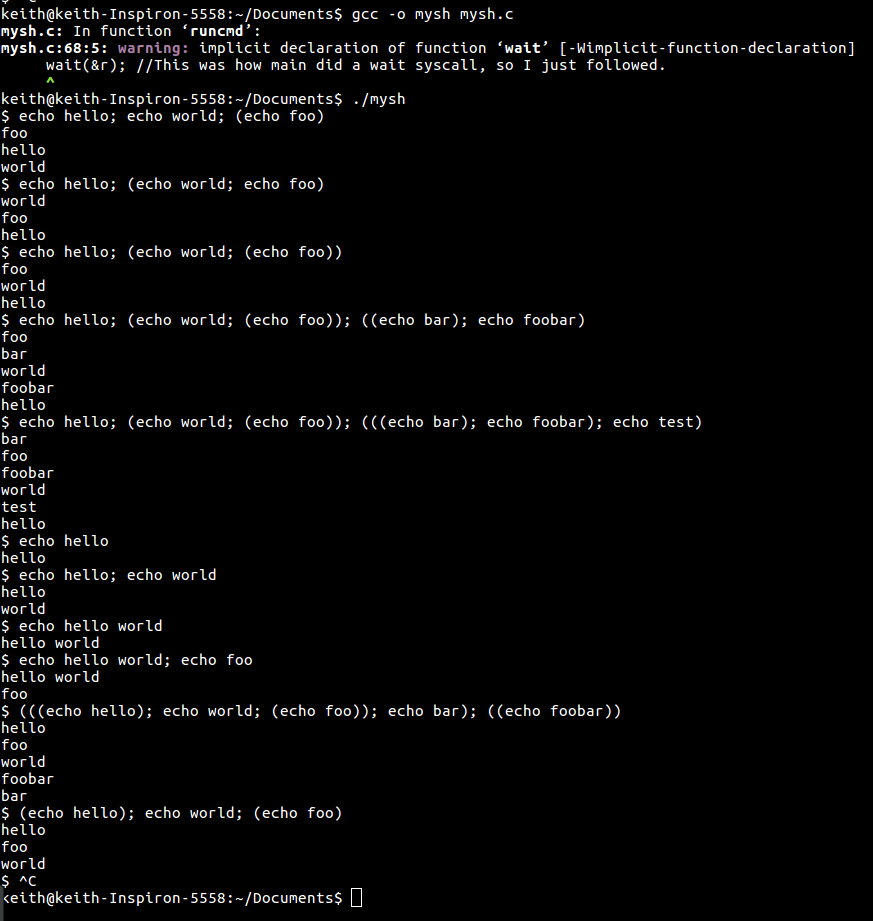 keith@keith-Inspiron-5558:~/Documents$ gcc -o mysh mysh.c
mysh.c: In function ‘runcmd’:
mysh.c:68:5: warning: implicit declaration of function ‘wait’ [-Wimplicit-function-declaration]
     wait(&r); //This was how main did a wait syscall, so I just followed.
     ^
keith@keith-Inspiron-5558:~/Documents$ ./mysh
$ echo hello; echo world; (echo foo)
foo
hello
world
$ echo hello; (echo world; echo foo)
world
foo
hello
$ echo hello; (echo world; (echo foo))
foo
world
hello
$ echo hello; (echo world; (echo foo)); ((echo bar); echo foobar)
foo
bar
world
foobar
hello
$ echo hello; (echo world; (echo foo)); (((echo bar); echo foobar); echo test)
bar
foo
foobar
world
test
hello
$ echo hello
hello
$ echo hello; echo world
hello
world
$ echo hello world
hello world
$ echo hello world; echo foo
hello world
foo
$ (((echo hello); echo world; (echo foo)); echo bar); ((echo foobar))
hello
foo
world
foobar
bar
$ (echo hello); echo world; (echo foo)
hello
foo
world
$ ^C
keith@keith-Inspiron-5558:~/Documents$